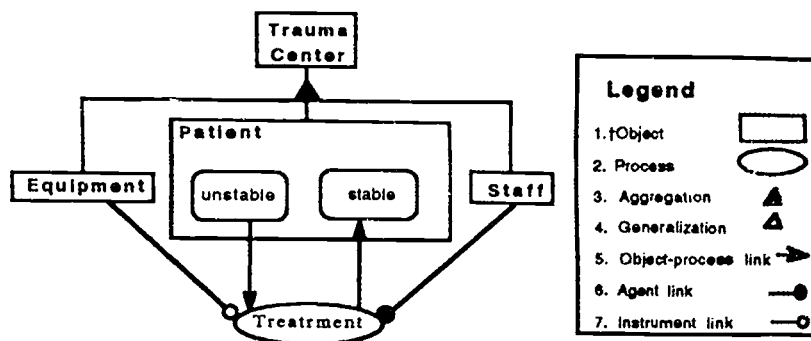 Trauma
Center
Patient
Equipment
unstable
stable
Staff
Treatrment
Legend
1.†Object
2. Process
3. Aggregation
4. Generalization
5. Object-process link
6. Agent link
7. Instrument link